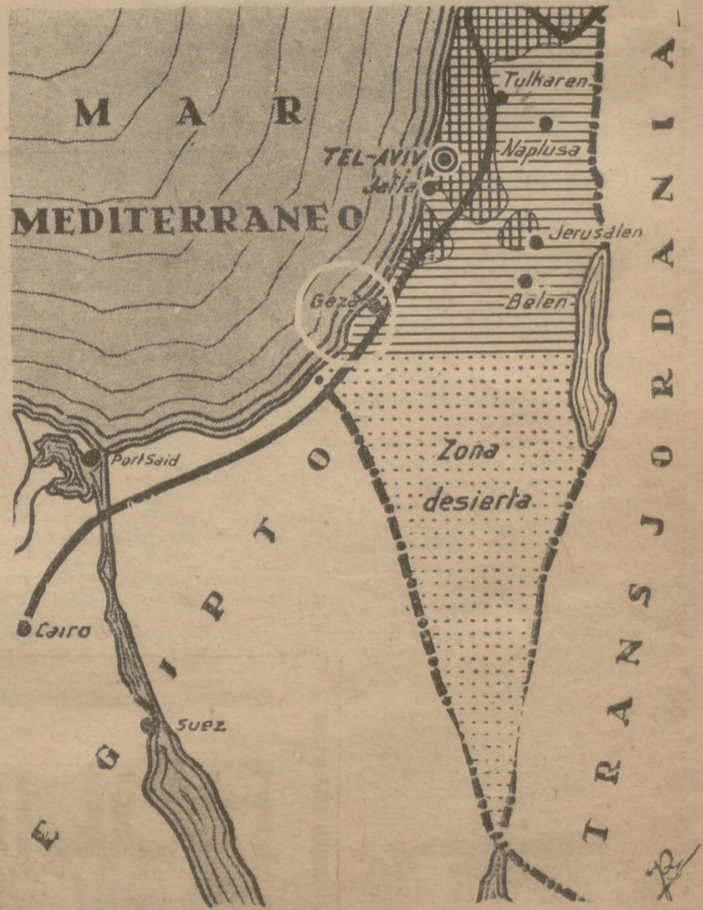 MAR
MEDITERRANEO
Tulkaren
Naplusa
TEL-AVIV
Jaffa
Jerusalen
Gaza
Belen
Zona
desierta
Port Said
Cairo
Suez
EGIPTO
TRANSJORDANIA